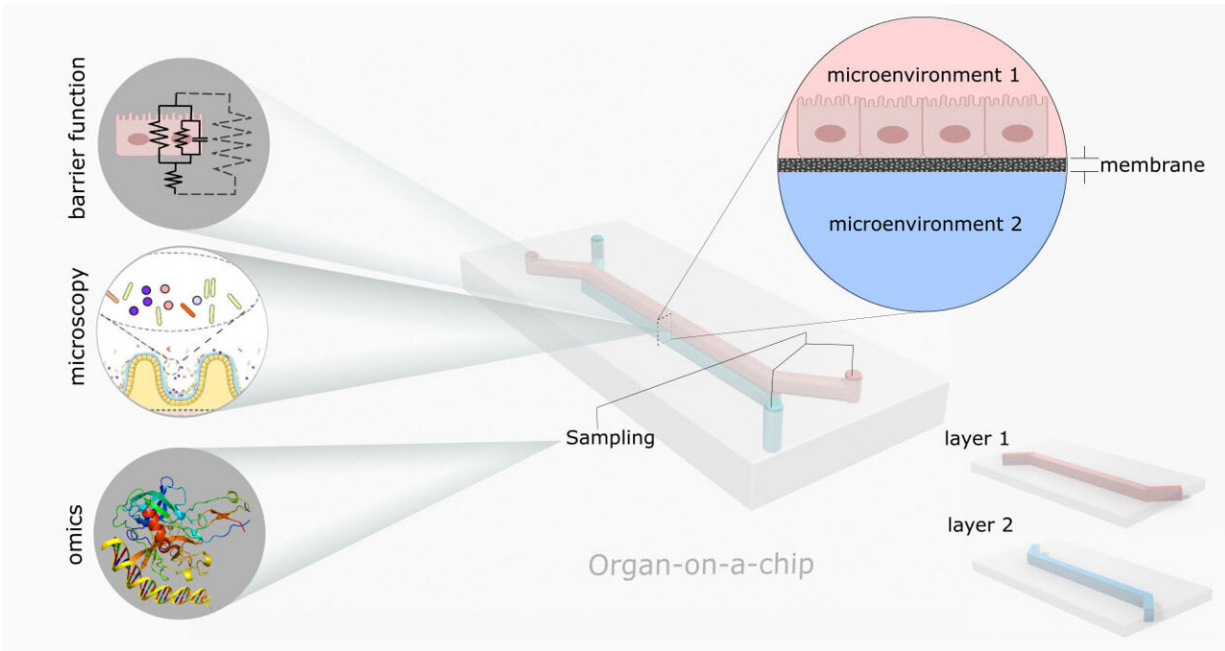 barrier function
microscopy
omics
microenvironment 1
membrane
microenvironment 2
Sampling
layer 1
layer 2
Organ-on-a-chip